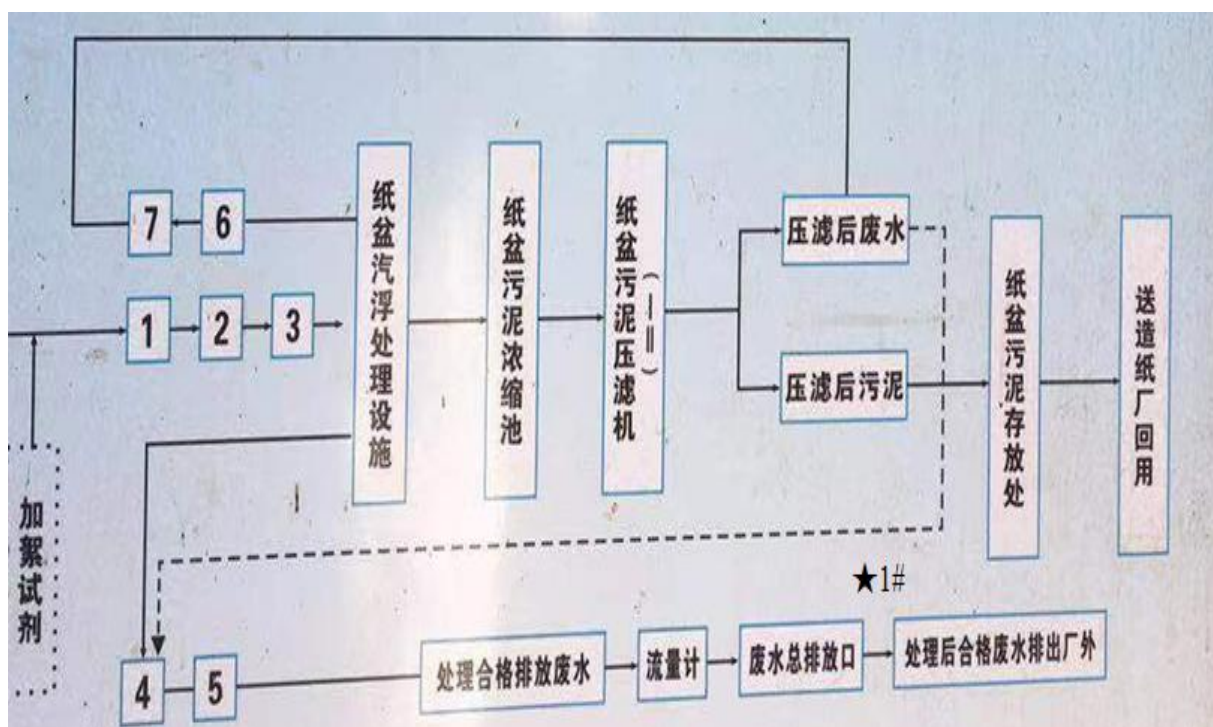 7
6
1
2
3
纸盆汽浮处理设施
纸盆污泥浓缩池
纸盆污泥压滤机(ⅠⅡ)
压滤后废水
压滤后污泥
纸盆污泥存放处
送造纸厂回用
加絮试剂
★1#
4
5
处理合格排放废水
流量计
废水总排放口
处理后合格废水排出厂外